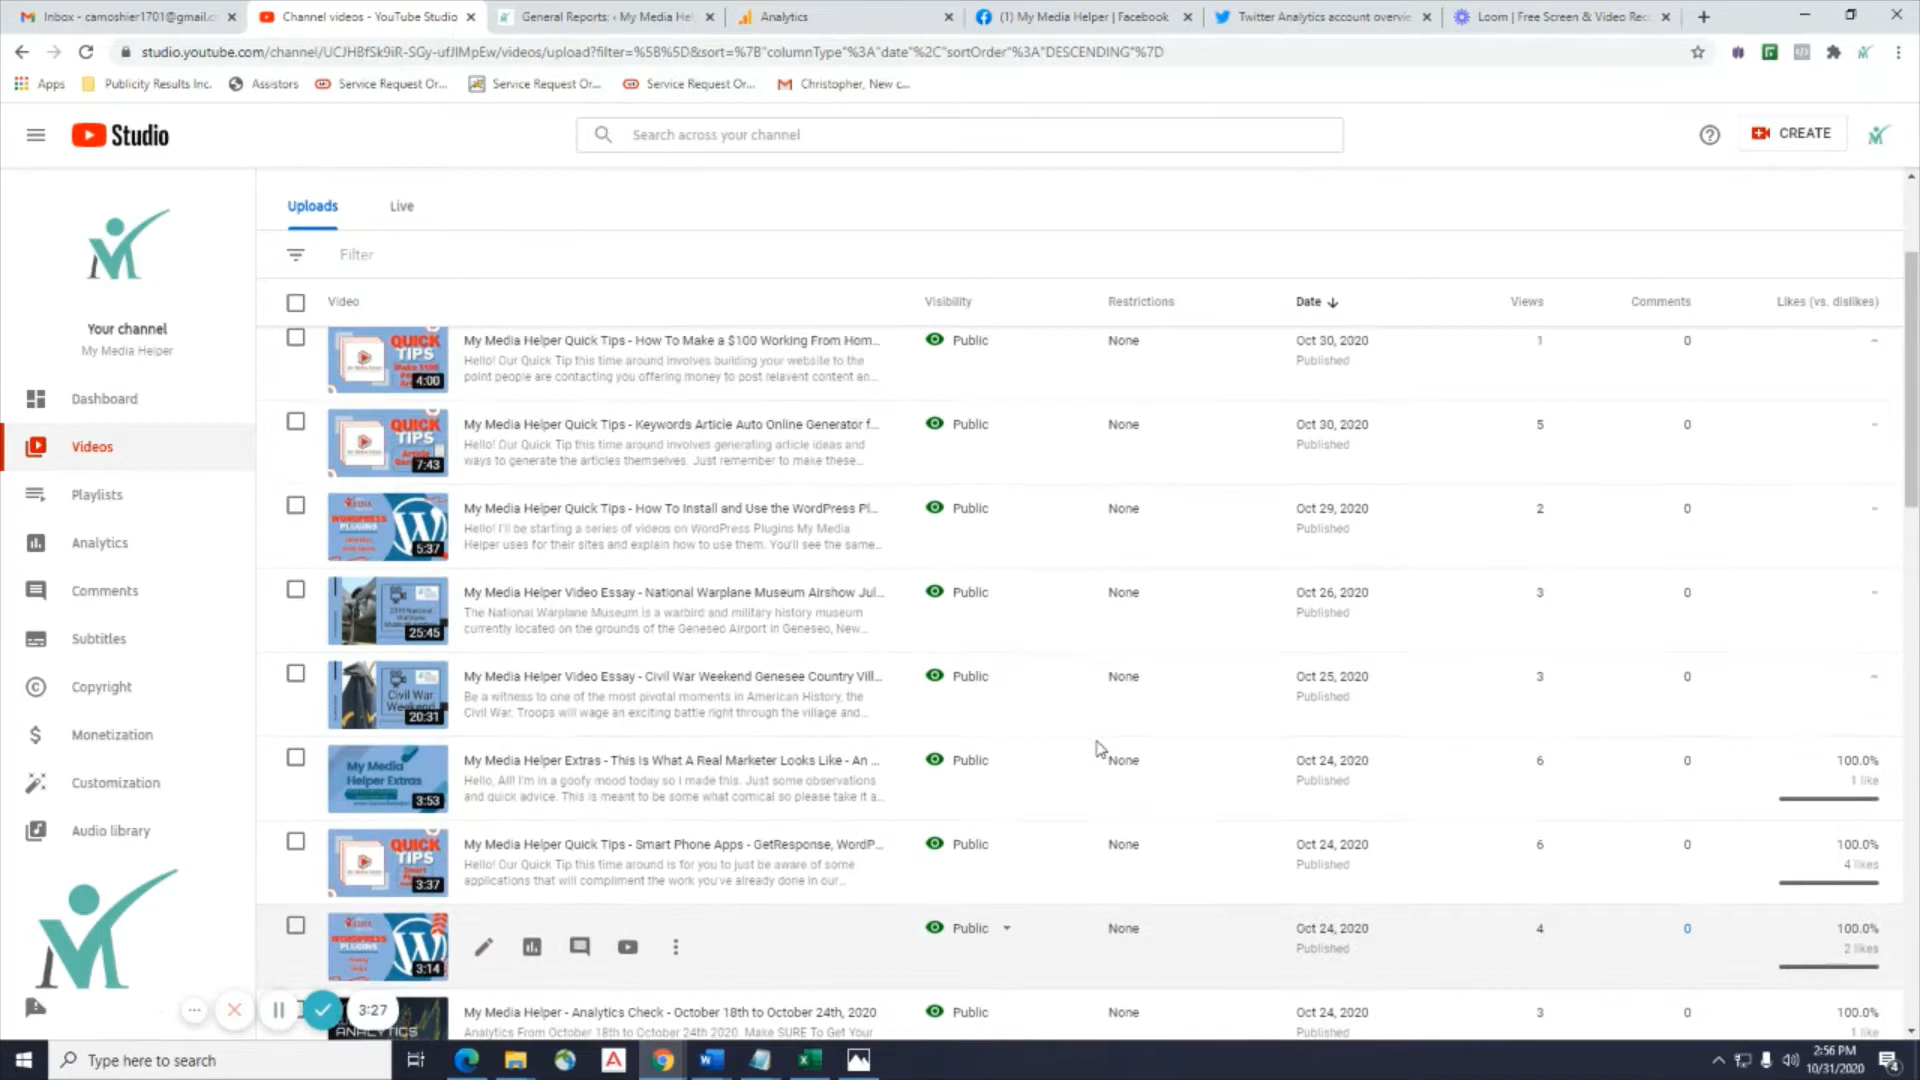 Inbox - camoshier1701@gmail.c
Channel videos - YouTube Studio
General Reports: ‹ My Media Hel
Analytics
(1) My Media Helper | Facebook
Twitter Analytics account overvie
Loom | Free Screen & Video Rec
studio.youtube.com/channel/UCJHBfSk9iR-SGy-ufJIMpEw/videos/upload?filter=%5B%5D&sort=%7B"columnType"%3A"date"%2C"sortOrder"%3A"DESCENDING"%7D
Apps
Publicity Results Inc.
Assistors
Service Request Or...
Service Request Or...
Service Request Or...
Christopher, New c...
Studio
Search across your channel
CREATE
Uploads
Live
Filter
Video Visibility Restrictions Date Views Comments Likes (vs. dislikes)
Your channel
My Media Helper
Dashboard
Videos
Playlists
Analytics
Comments
Subtitles
Copyright
Monetization
Customization
Audio library
QUICK
TIPS
4:00
My Media Helper Quick Tips - How To Make a $100 Working From Hom...
Hello! Our Quick Tip this time around involves building your website to the
point people are contacting you offering money to post relavent content an...
Public None Oct 30, 2020 1 0 –
Published
QUICK
TIPS
7:43
My Media Helper Quick Tips - Keywords Article Auto Online Generator f...
Hello! Our Quick Tip this time around involves generating article ideas and
ways to generate the articles themselves. Just remember to make these...
Public None Oct 30, 2020 5 0 –
Published
WORDPRESS
PLUGINS
5:37
My Media Helper Quick Tips - How To Install and Use the WordPress Pl...
Hello! I'll be starting a series of videos on WordPress Plugins My Media
Helper uses for their sites and explain how to use them. You'll see the same...
Public None Oct 29, 2020 2 0 –
Published
25:45
My Media Helper Video Essay - National Warplane Museum Airshow Jul...
The National Warplane Museum is a warbird and military history museum
currently located on the grounds of the Geneseo Airport in Geneseo, New...
Public None Oct 26, 2020 3 0 –
Published
Civil War
Weekend
20:31
My Media Helper Video Essay - Civil War Weekend Genesee Country Vill...
Be a witness to one of the most pivotal moments in American History, the
Civil War. Troops will wage an exciting battle right through the village and...
Public None Oct 25, 2020 3 0 –
Published
My Media
Helper Extras
3:53
My Media Helper Extras - This Is What A Real Marketer Looks Like - An ...
Hello, All! I'm in a goofy mood today so I made this. Just some observations
and quick advice. This is meant to be some what comical so please take it a...
Public None Oct 24, 2020 6 0 100.0%
Published 1 like
QUICK
TIPS
3:37
My Media Helper Quick Tips - Smart Phone Apps - GetResponse, WordP...
Hello! Our Quick Tip this time around is for you to just be aware of some
applications that will compliment the work you've already done in our...
Public None Oct 24, 2020 6 0 100.0%
Published 4 likes
WORDPRESS
PLUGINS
3:14
Public None Oct 24, 2020 4 0 100.0%
Published 2 likes
ANALYTICS
My Media Helper - Analytics Check - October 18th to October 24th, 2020
Analytics From October 18th to October 24th 2020. Make SURE To Get Your
Public None Oct 24, 2020 3 0 100.0%
Published 1 like
3:27
Type here to search
2:56 PM
10/31/2020
4